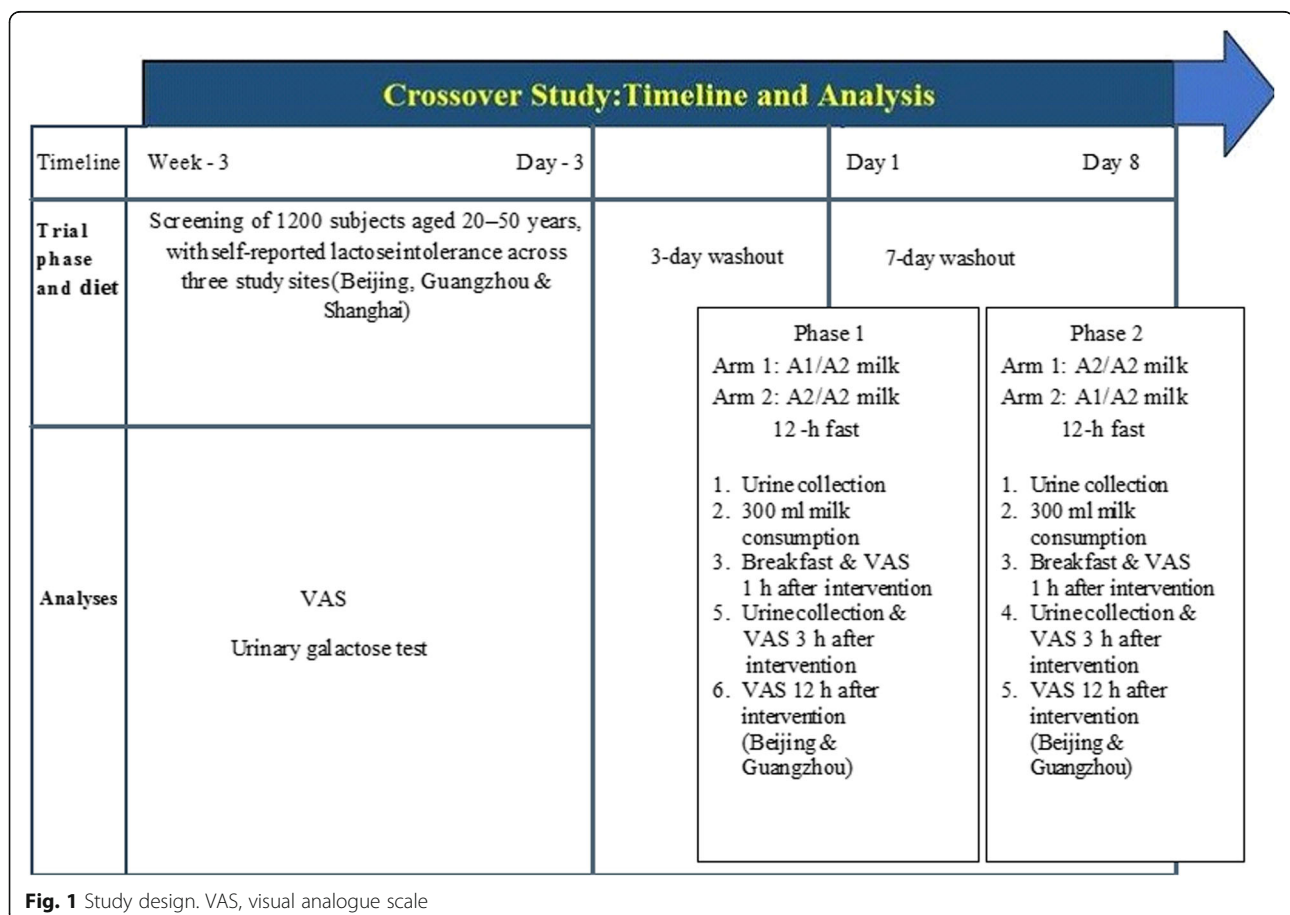 Crossover Study:Timeline and Analysis
Timeline
Week - 3
Day - 3
Day 1
Day 8
Trial
phase
and diet
Screening of 1200 subjects aged 20–50 years,
with self-reported lactose intolerance across
three study sites (Beijing, Guangzhou &
Shanghai)
3-day washout
7-day washout
Analyses
VAS
Urinary galactose test
Phase 1
Arm 1: A1/A2 milk
Arm 2: A2/A2 milk
12-h fast
1. Urine collection
2. 300 ml milk
consumption
3. Breakfast & VAS
1 h after intervention
5. Urine collection &
VAS 3 h after
intervention
6. VAS 12 h after
intervention
(Beijing &
Guangzhou)
Phase 2
Arm 1: A2/A2 milk
Arm 2: A1/A2 milk
12-h fast
1. Urine collection
2. 300 ml milk
consumption
3. Breakfast & VAS
1 h after intervention
4. Urine collection &
VAS 3 h after
intervention
5. VAS 12 h after
intervention
(Beijing &
Guangzhou)
Fig. 1 Study design. VAS, visual analogue scale